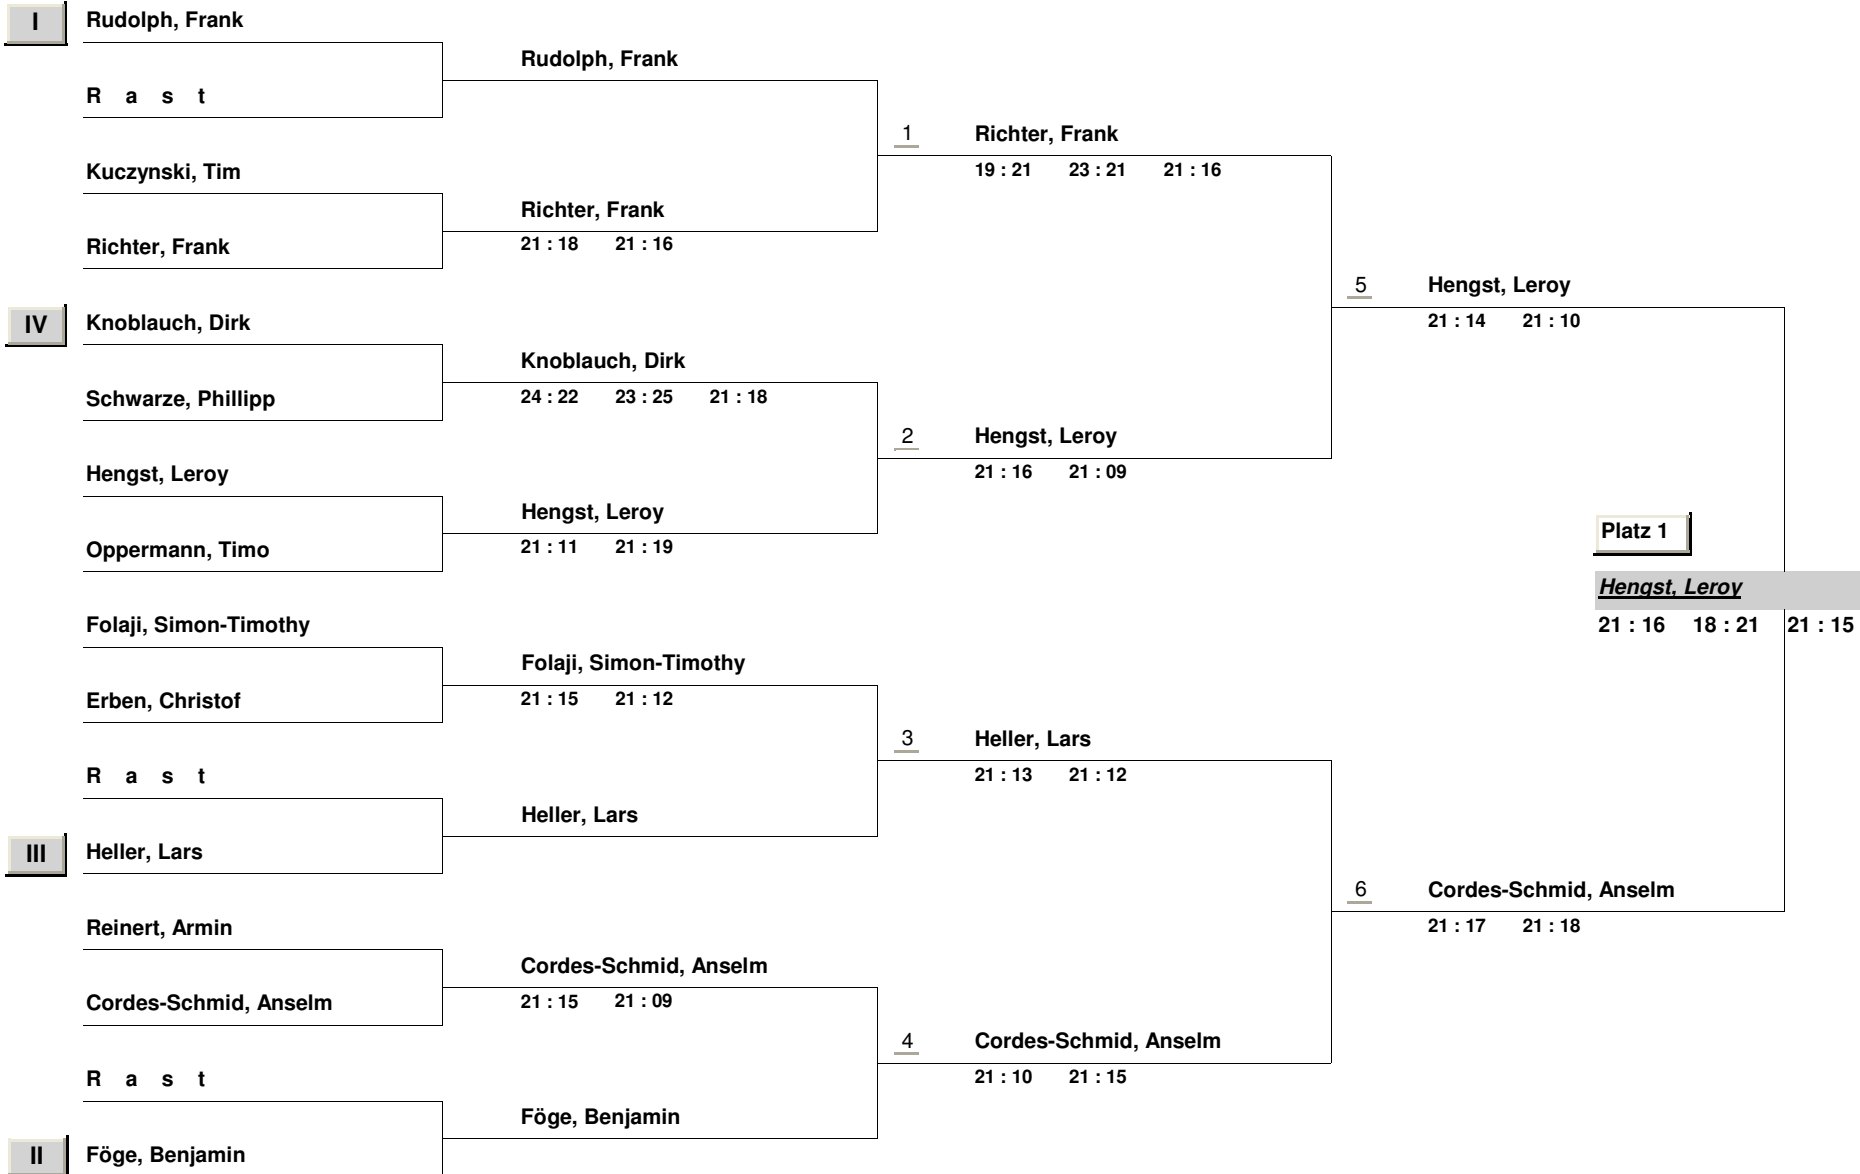 I Rudolph, Frank
Rudolph, Frank
R a s t
1 Richter, Frank
19 : 21 23 : 21 21 : 16
Kuczynski, Tim
Richter, Frank
21 : 18 21 : 16
Richter, Frank
5 Hengst, Leroy
21 : 14 21 : 10
IV Knoblauch, Dirk
Knoblauch, Dirk
24 : 22 23 : 25 21 : 18
Schwarze, Phillipp
2 Hengst, Leroy
21 : 16 21 : 09
Hengst, Leroy
Hengst, Leroy
21 : 11 21 : 19
Oppermann, Timo
Platz 1
Hengst, Leroy
21 : 16 18 : 21 21 : 15
Folaji, Simon-Timothy
Folaji, Simon-Timothy
21 : 15 21 : 12
Erben, Christof
3 Heller, Lars
21 : 13 21 : 12
R a s t
Heller, Lars
III Heller, Lars
6 Cordes-Schmid, Anselm
21 : 17 21 : 18
Reinert, Armin
Cordes-Schmid, Anselm
21 : 15 21 : 09
Cordes-Schmid, Anselm
4 Cordes-Schmid, Anselm
21 : 10 21 : 15
R a s t
Föge, Benjamin
II Föge, Benjamin